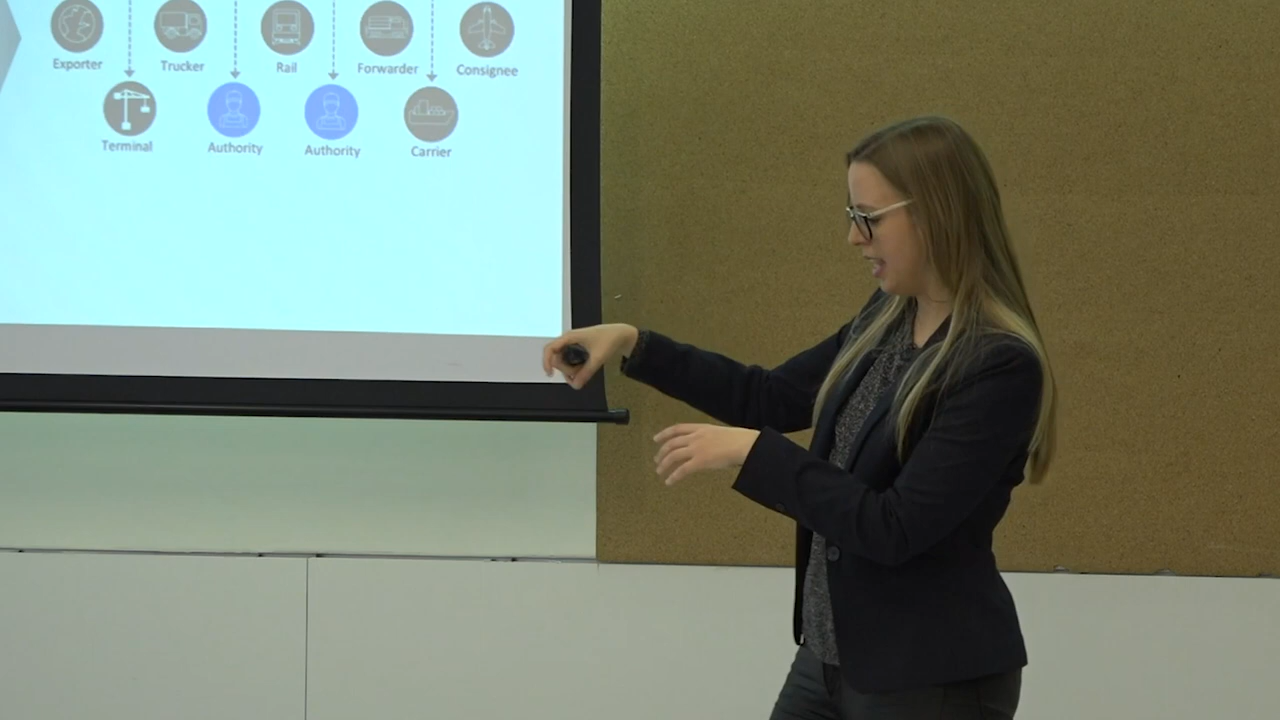 Exporter
Trucker
Rail
Forwarder
Consignee
Terminal
Authority
Authority
Carrier